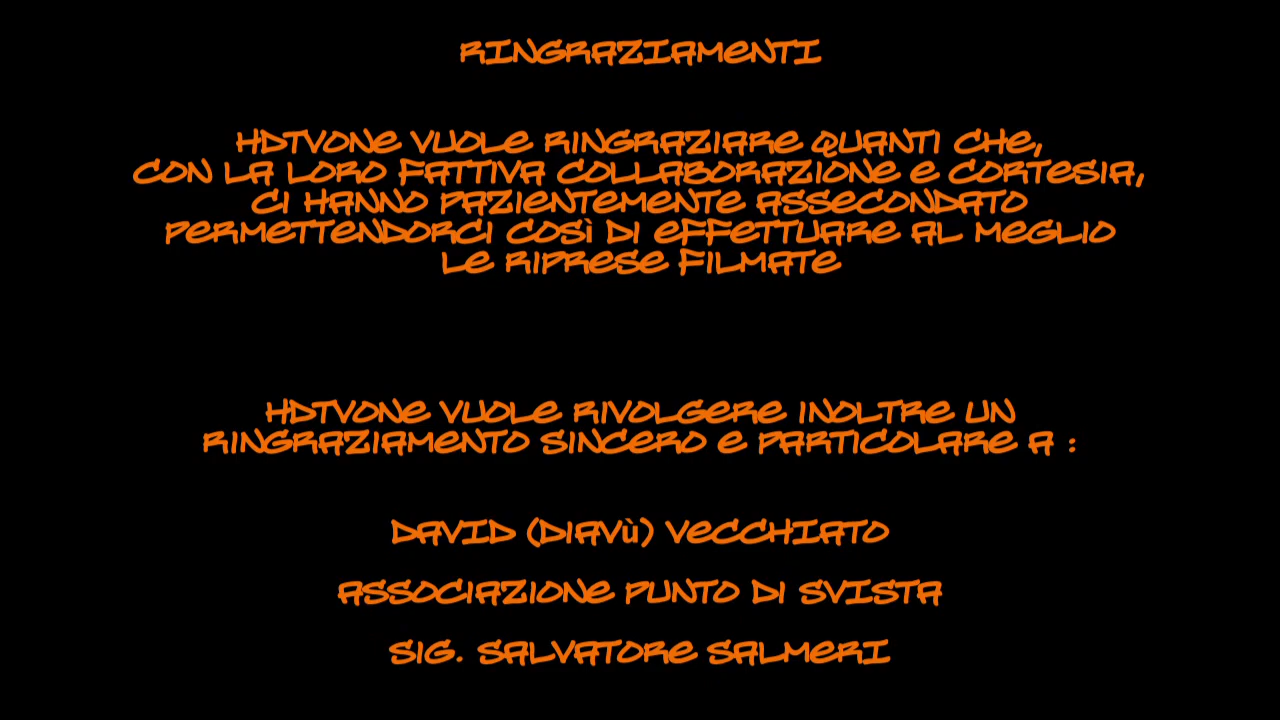 RINGRAZIAMENTI
HDTVONE VUOLE RINGRAZIARE QUANTI CHE,
CON LA LORO FATTIVA COLLABORAZIONE E CORTESIA,
CI HANNO PAZIENTEMENTE ASSECONDATO
PERMETTENDORCI COSÌ DI EFFETTUARE AL MEGLIO
LE RIPRESE FILMATE
HDTVONE VUOLE RIVOLGERE INOLTRE UN
RINGRAZIAMENTO SINCERO E PARTICOLARE A :
DAVID (DIAVù) VECCHIATO
ASSOCIAZIONE PUNTO DI SVISTA
SIG. SALVATORE SALMERI